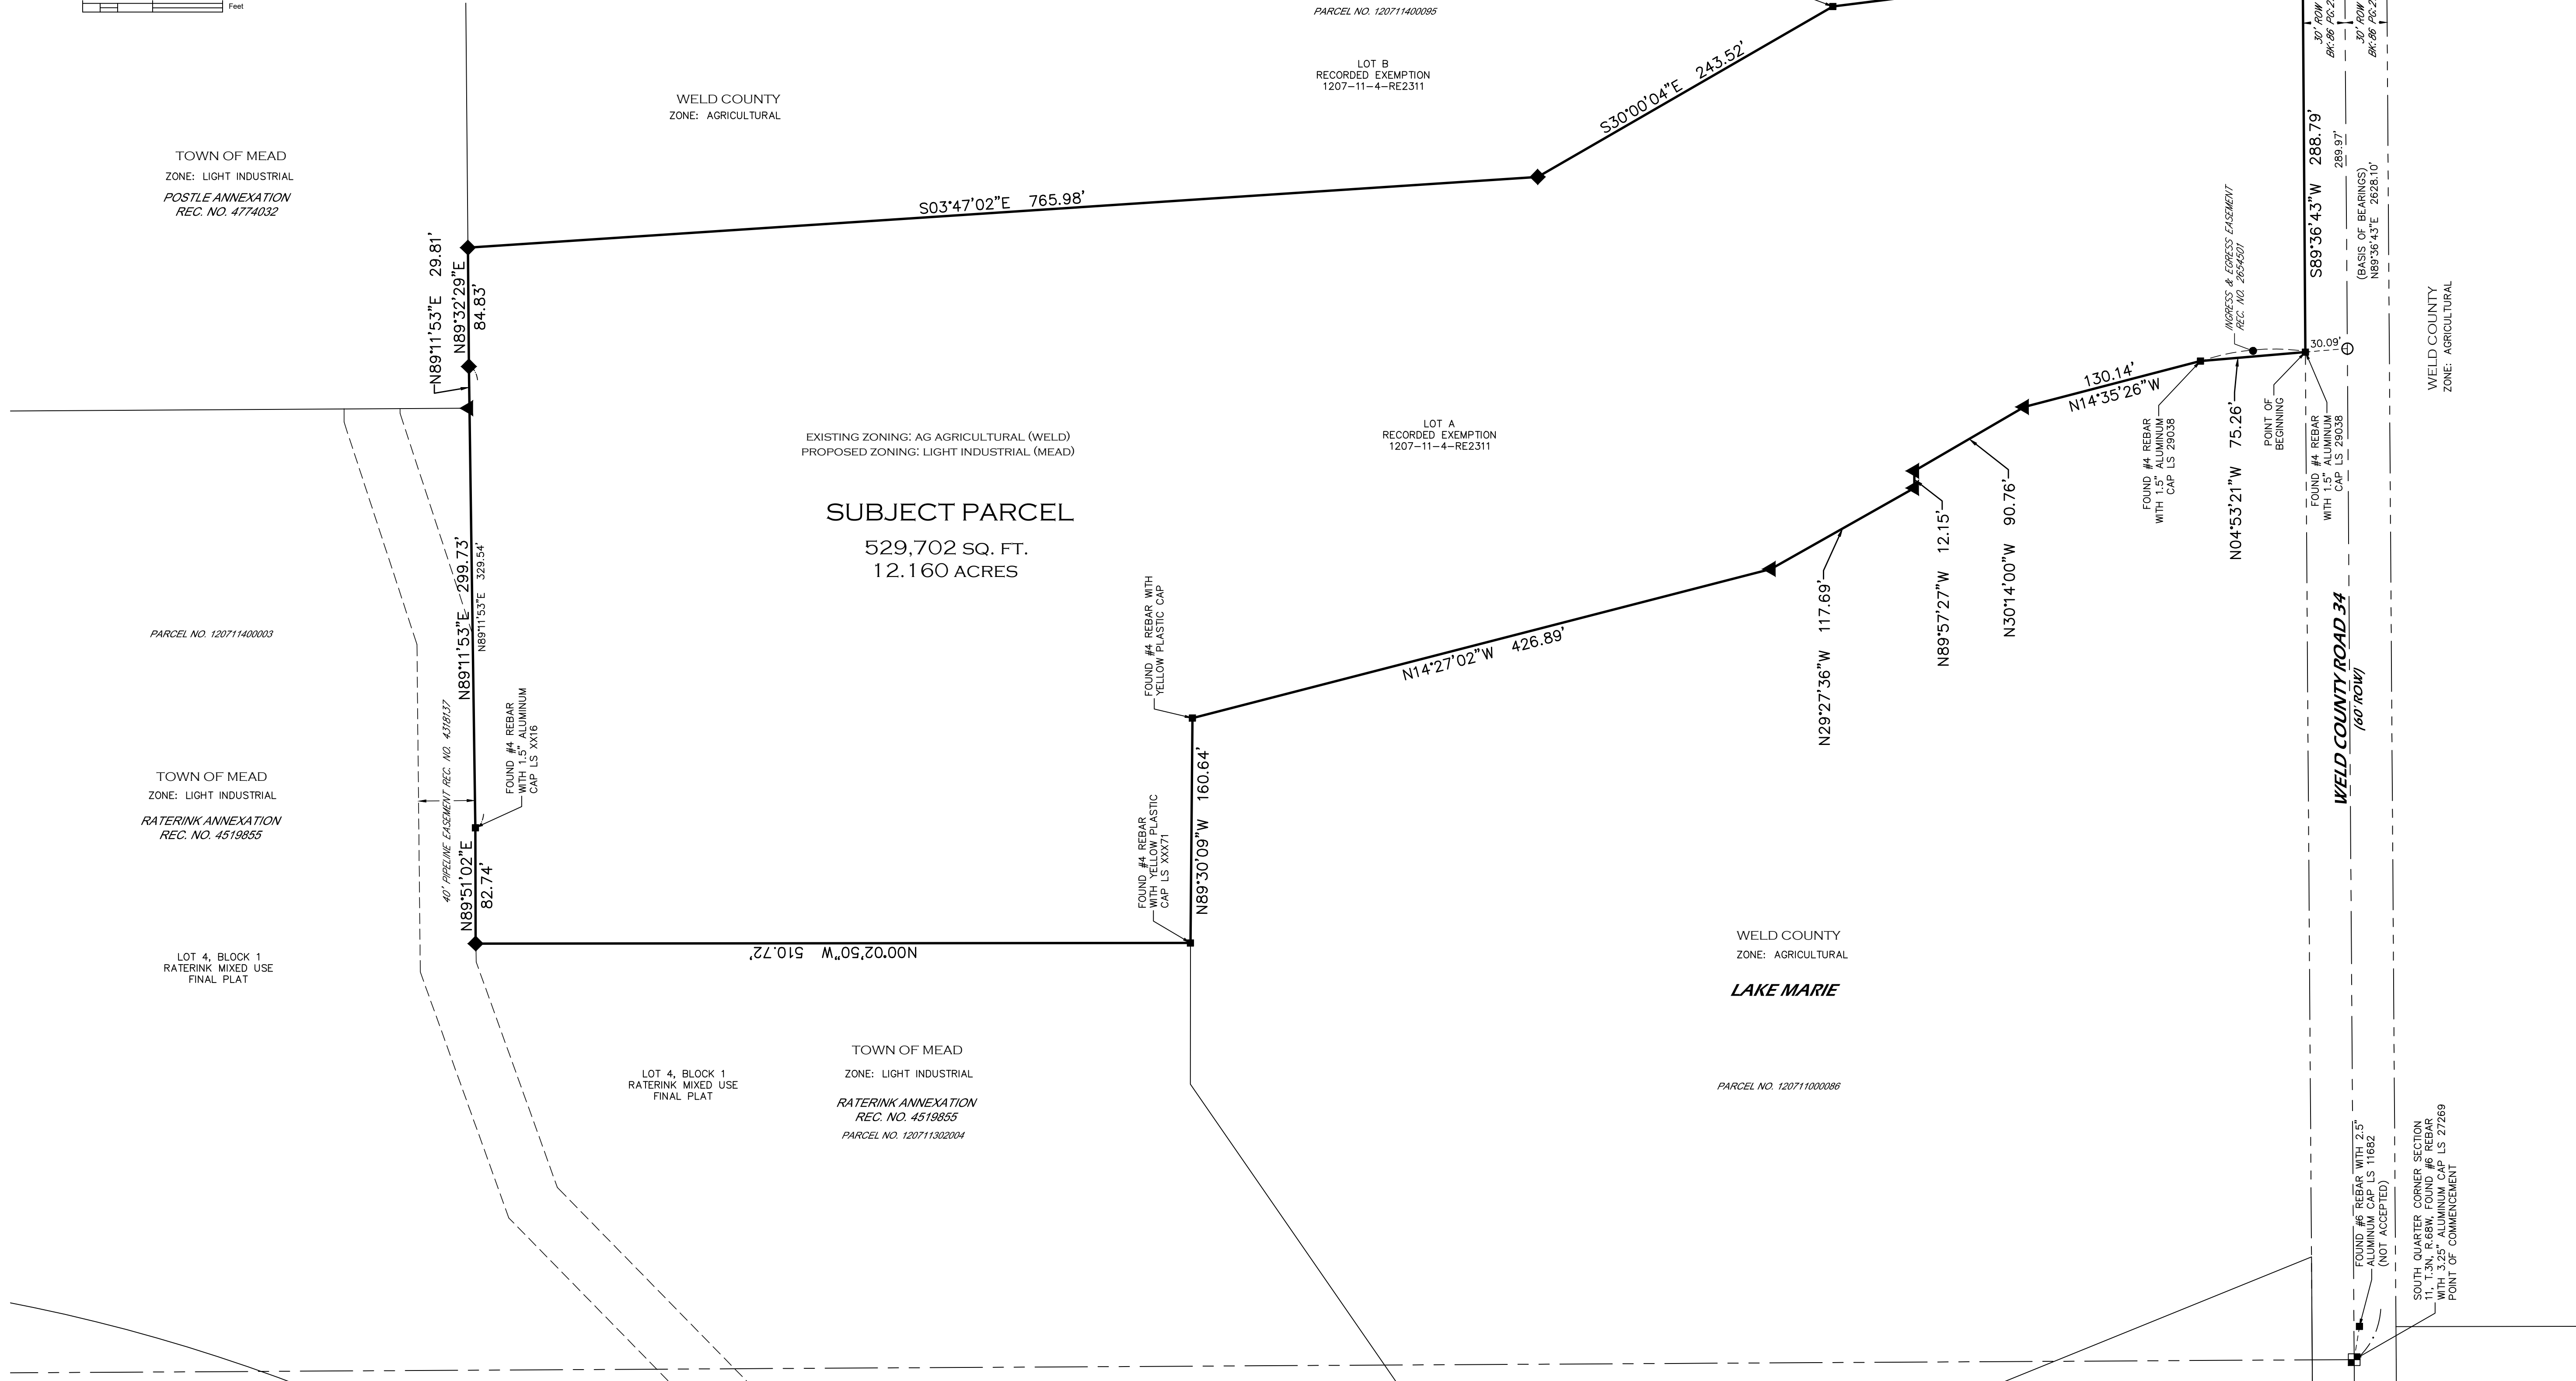 Feet
PARCEL NO. 120711400095
LOT B
RECORDED EXEMPTION
1207-11-4-RE2311
WELD COUNTY
ZONE: AGRICULTURAL
TOWN OF MEAD
ZONE: LIGHT INDUSTRIAL
POSTLE ANNEXATION
REC. NO. 4774032
S30°00'04"E 243.52'
S03°47'02"E 765.98'
N89°11'53"E 29.81'
N89°32'29"E
84.83'
30' ROW
30' ROW
S89°36'43"W 288.79'
289.97'
(BASIS OF BEARINGS)
N89°36'43"E 2628.10'
INGRESS & EGRESS EASEMENT
REC. NO. 2654501
WELD COUNTY
ZONE: AGRICULTURAL
30.09'
130.14'
N14°35'26"W
EXISTING ZONING: AG AGRICULTURAL (WELD)
PROPOSED ZONING: LIGHT INDUSTRIAL (MEAD)
LOT A
RECORDED EXEMPTION
1207-11-4-RE2311
FOUND #4 REBAR
WITH 1.5" ALUMINUM
CAP LS 29038
N04°53'21"W 75.26'
POINT OF
BEGINNING
FOUND #4 REBAR
WITH 1.5" ALUMINUM
CAP LS 29038
SUBJECT PARCEL
529,702 SQ. FT.
12.160 ACRES
N89°11'53"E 299.73'
N89°11'53"E 329.54'
N29°27'36"W 117.69'
N89°57'27"W 12.15'
N30°14'00"W 90.76'
FOUND #4 REBAR WITH
YELLOW PLASTIC CAP
N14°27'02"W 426.89'
PARCEL NO. 120711400003
WELD COUNTY ROAD 34
(60' ROW)
40' PIPELINE EASEMENT REC. NO. 4318137
FOUND #4 REBAR
WITH 1.5" ALUMINUM
CAP LS XX16
TOWN OF MEAD
ZONE: LIGHT INDUSTRIAL
RATERINK ANNEXATION
REC. NO. 4519855
N89°51'02"E
82.74'
FOUND #4 REBAR
WITH YELLOW PLASTIC
CAP LS XXX71
N89°30'09"W 160.64'
N00°02'50"W 510.72'
LOT 4, BLOCK 1
RATERINK MIXED USE
FINAL PLAT
WELD COUNTY
ZONE: AGRICULTURAL
LAKE MARIE
TOWN OF MEAD
ZONE: LIGHT INDUSTRIAL
LOT 4, BLOCK 1
RATERINK MIXED USE
FINAL PLAT
RATERINK ANNEXATION
REC. NO. 4519855
PARCEL NO. 120711302004
PARCEL NO. 120711000086
FOUND #6 REBAR WITH 2.5"
ALUMINUM CAP LS 11682
(NOT ACCEPTED)
SOUTH QUARTER CORNER SECTION
11, T.3N, R.68W, FOUND #6 REBAR
WITH 3.25" ALUMINUM CAP LS 27269
POINT OF COMMENCEMENT